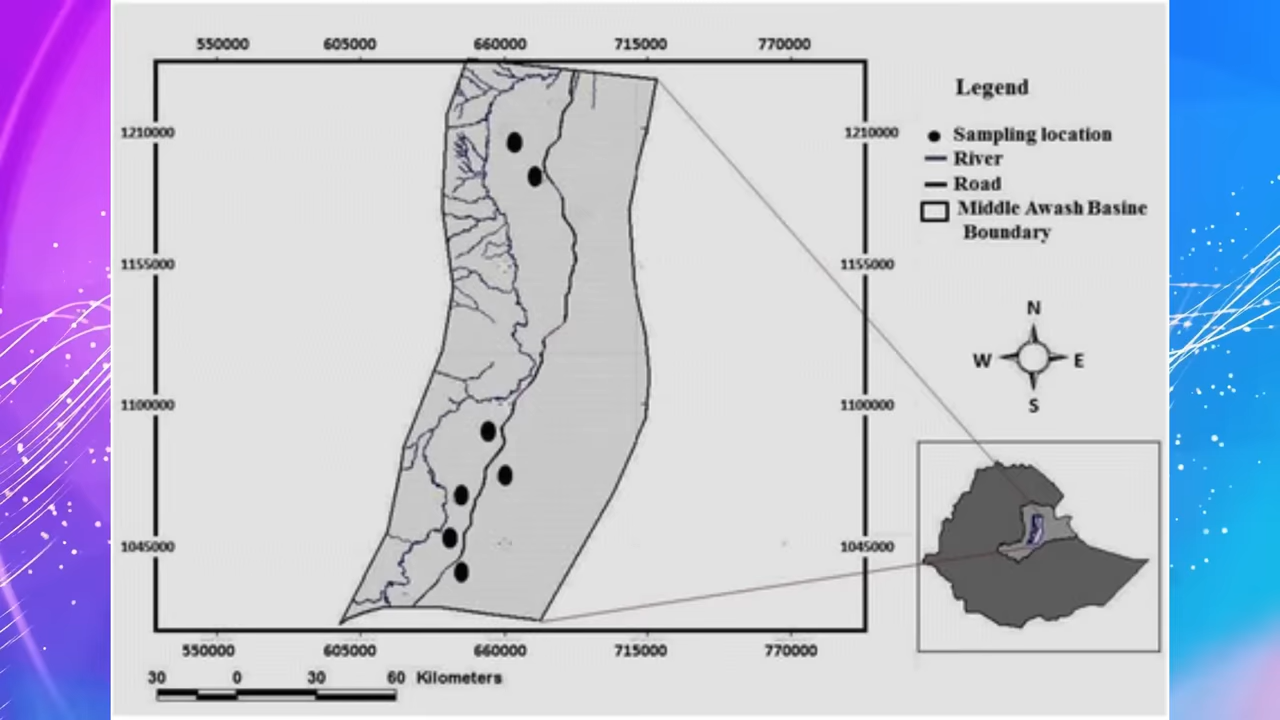 550000 605000 660000 715000 770000
Legend
1210000 1210000
Sampling location
River
Road
Middle Awash Basine
Boundary
1155000 1155000
N
W E
S
1100000 1100000
1045000 1045000
550000 605000 660000 715000 770000
30 0 30 60 Kilometers